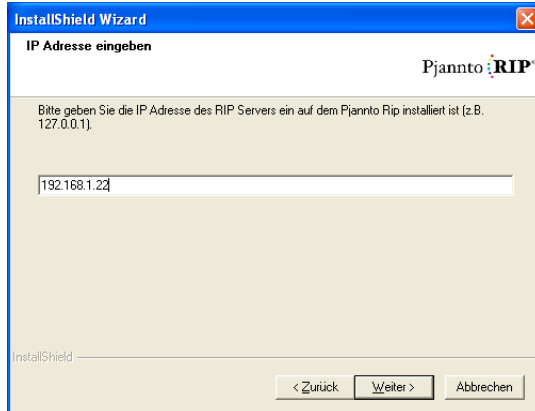 InstallShield Wizard
IP Adresse eingeben
Pjannto RIP®
Bitte geben Sie die IP Adresse des RIP Servers ein auf dem Pjannto Rip installiert ist (z.B.
127.0.0.1).
192.168.1.22
InstallShield
< Zurück Weiter > Abbrechen